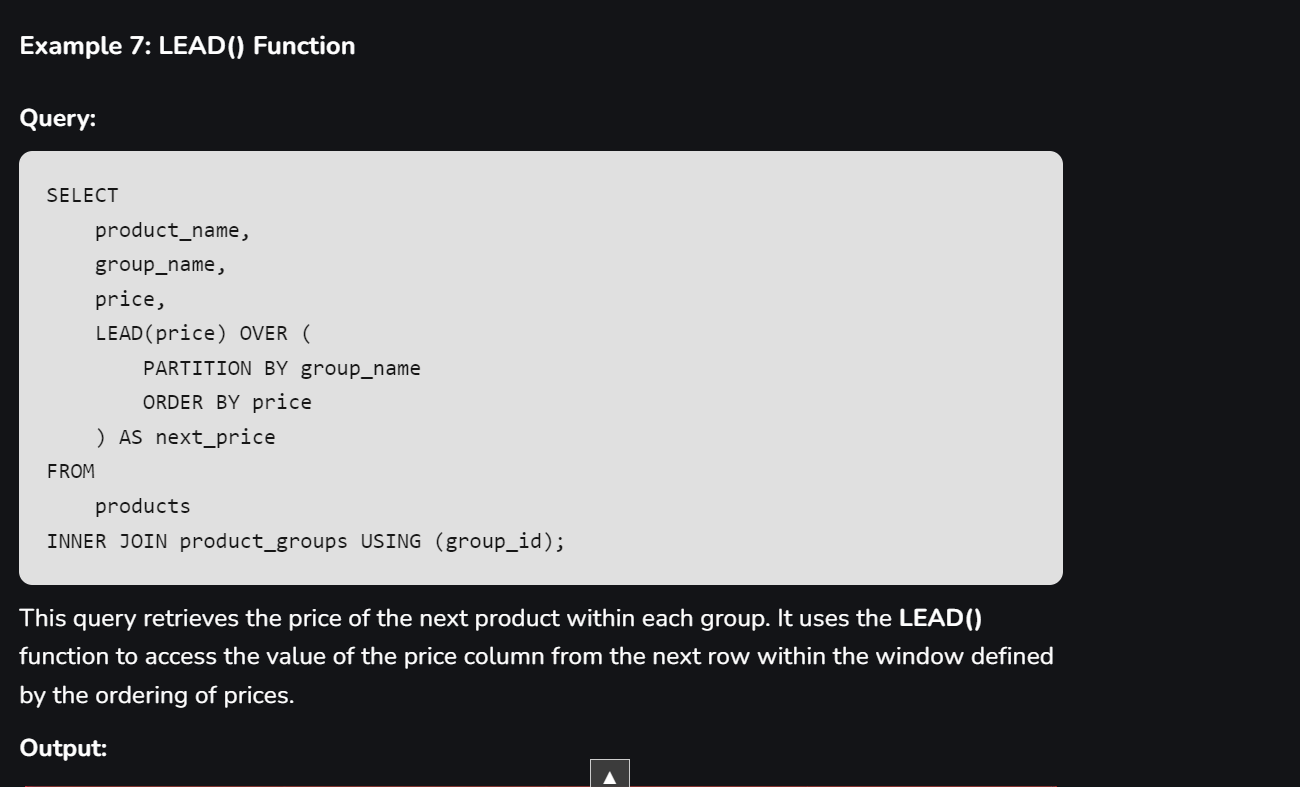 Example 7: LEAD() Function
Query:
SELECT
    product_name,
    group_name,
    price,
    LEAD(price) OVER (
        PARTITION BY group_name
        ORDER BY price
    ) AS next_price
FROM
    products
INNER JOIN product_groups USING (group_id);
This query retrieves the price of the next product within each group. It uses the LEAD()
function to access the value of the price column from the next row within the window defined
by the ordering of prices.
Output: